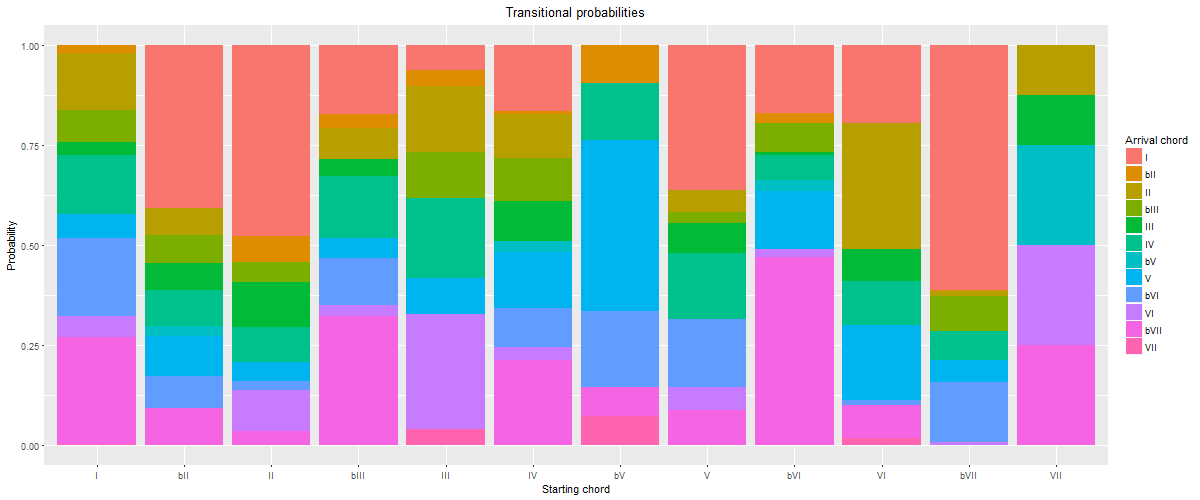 Transitional probabilities
1.00
0.75
0.50
0.25
0.00
Probability
I bII II bIII III IV bV V bVI VI bVII VII
Starting chord
Arrival chord
I
bII
II
bIII
III
IV
bV
V
bVI
VI
bVII
VII